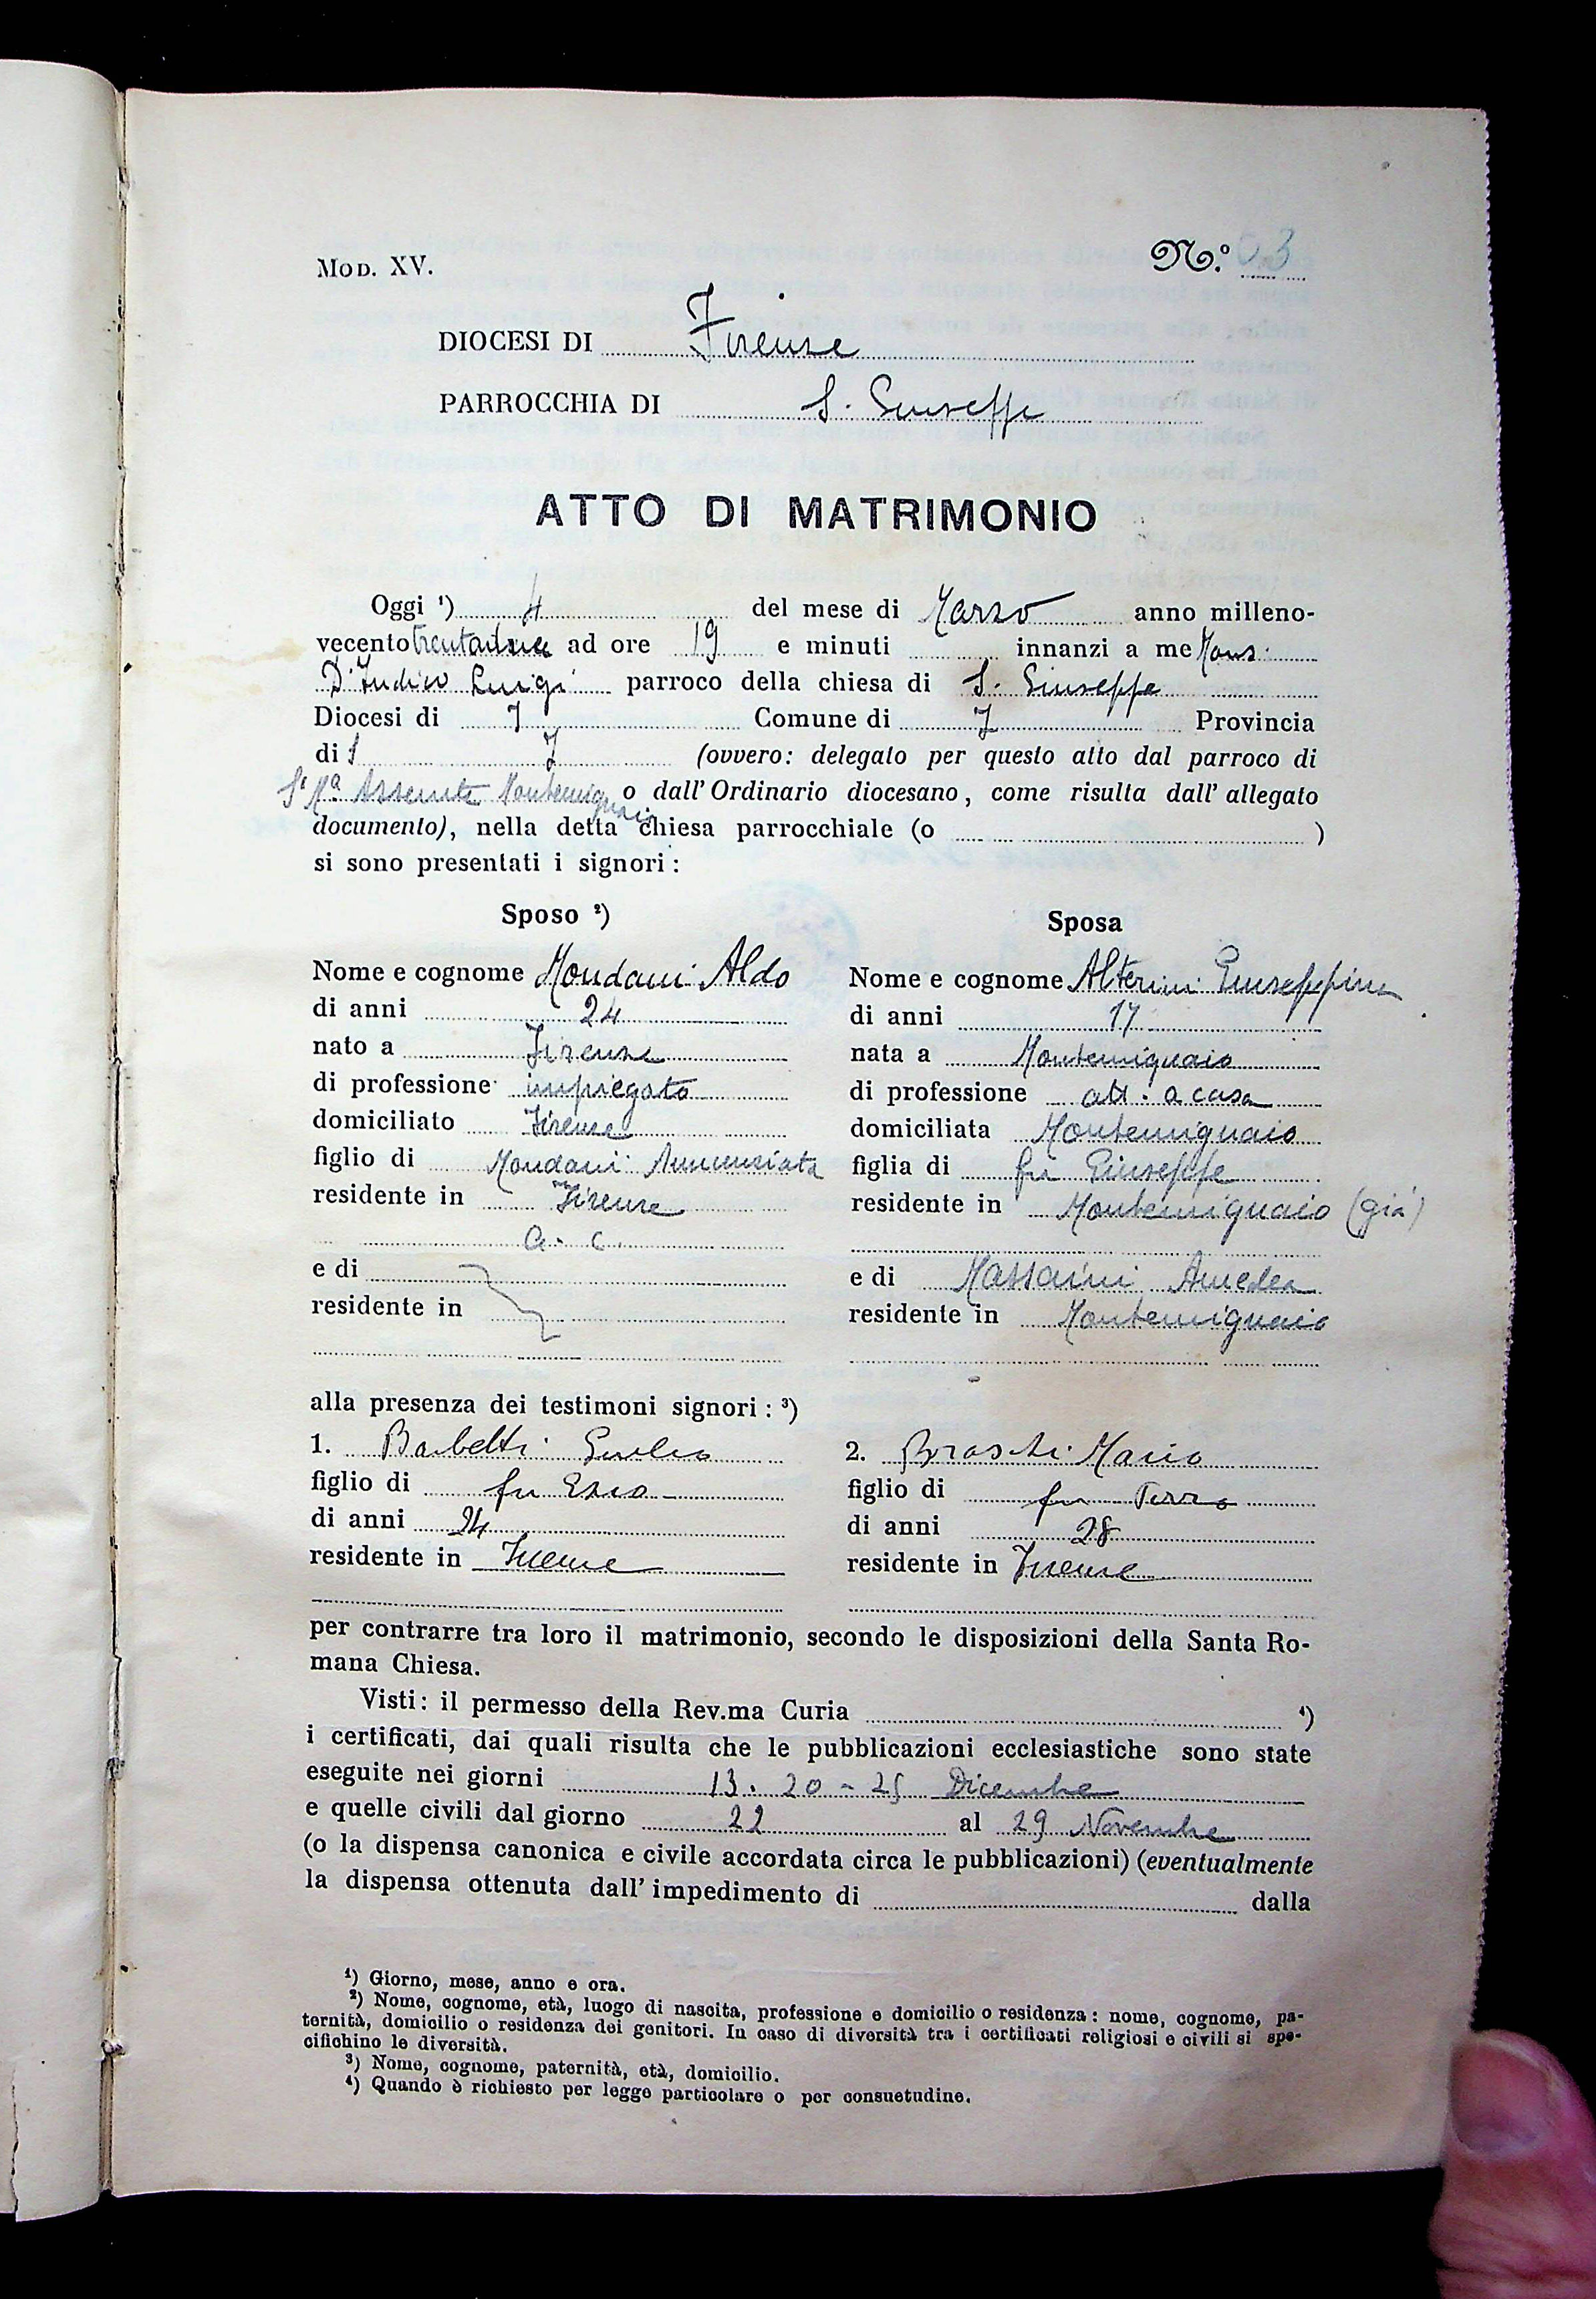 MOD. XV.
N.º 03
DIOCESI DI Firenze
PARROCCHIA DI S. Giuseppe
ATTO DI MATRIMONIO
Oggi ¹) 4 del mese di Marzo anno milleno-
vecento ad ore 19 e minuti innanzi a me Mons.
D'Indico Luigi parroco della chiesa di S. Giuseppe
Diocesi di F Comune di F Provincia
di F (ovvero: delegato per questo atto dal parroco di
S. Mª Assunta Montemignaio o dall' Ordinario diocesano, come risulta dall' allegato
documento), nella detta chiesa parrocchiale (o )
si sono presentati i signori:
Sposo ²) Sposa
Nome e cognome Mondani Aldo Nome e cognome Alterini Giuseppina
di anni 24 di anni 17
nato a Firenze nata a Montemignaio
di professione impiegato di professione att. a casa
domiciliato Firenze domiciliata Montemignaio
figlio di Mondani Annunziata figlia di fu Giuseppe
residente in Firenze residente in Montemignaio (già)
a. c.
e di e di Massaini Amedea
residente in residente in Montemignaio
alla presenza dei testimoni signori: ³)
1. Barbetti Giulio 2. Braschi Mario
figlio di fu Ezio figlio di fu
di anni 24 di anni 28
residente in Firenze residente in Firenze
per contrarre tra loro il matrimonio, secondo le disposizioni della Santa Ro-
mana Chiesa.
Visti: il permesso della Rev.ma Curia ⁴)
i certificati, dai quali risulta che le pubblicazioni ecclesiastiche sono state
eseguite nei giorni 13. 20 - 25 Dicembre
e quelle civili dal giorno 22 al 29 Novembre
(o la dispensa canonica e civile accordata circa le pubblicazioni) (eventualmente
la dispensa ottenuta dall' impedimento di dalla
¹) Giorno, mese, anno e ora.
²) Nome, cognome, età, luogo di nascita, professione e domicilio o residenza: nome, cognome, pa-
ternità, domicilio o residenza dei genitori. In caso di diversità tra i certificati religiosi e civili si spe-
cifichino le diversità.
³) Nome, cognome, paternità, età, domicilio.
⁴) Quando è richiesto per legge particolare o per consuetudine.